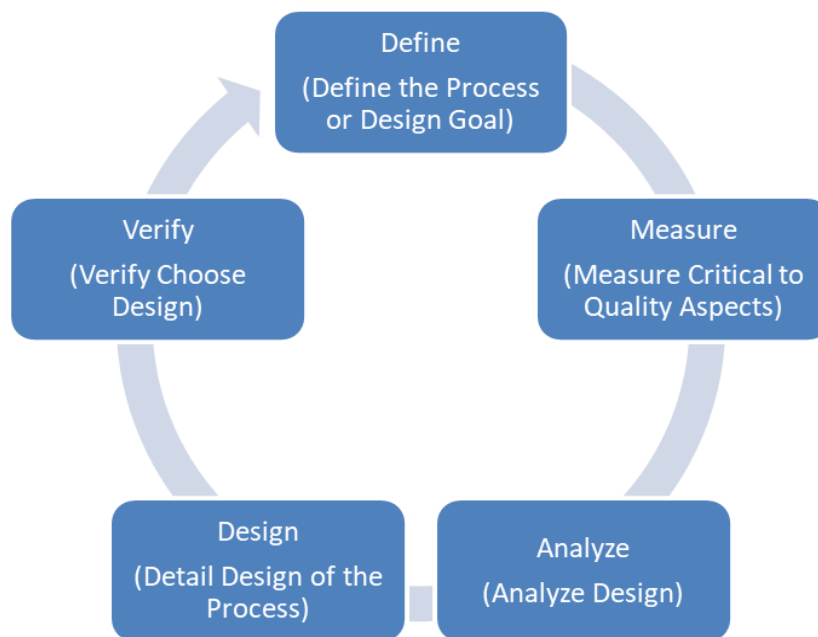 Define
(Define the Process
or Design Goal)
Measure
(Measure Critical to
Quality Aspects)
Analyze
(Analyze Design)
Design
(Detail Design of the
Process)
Verify
(Verify Choose
Design)